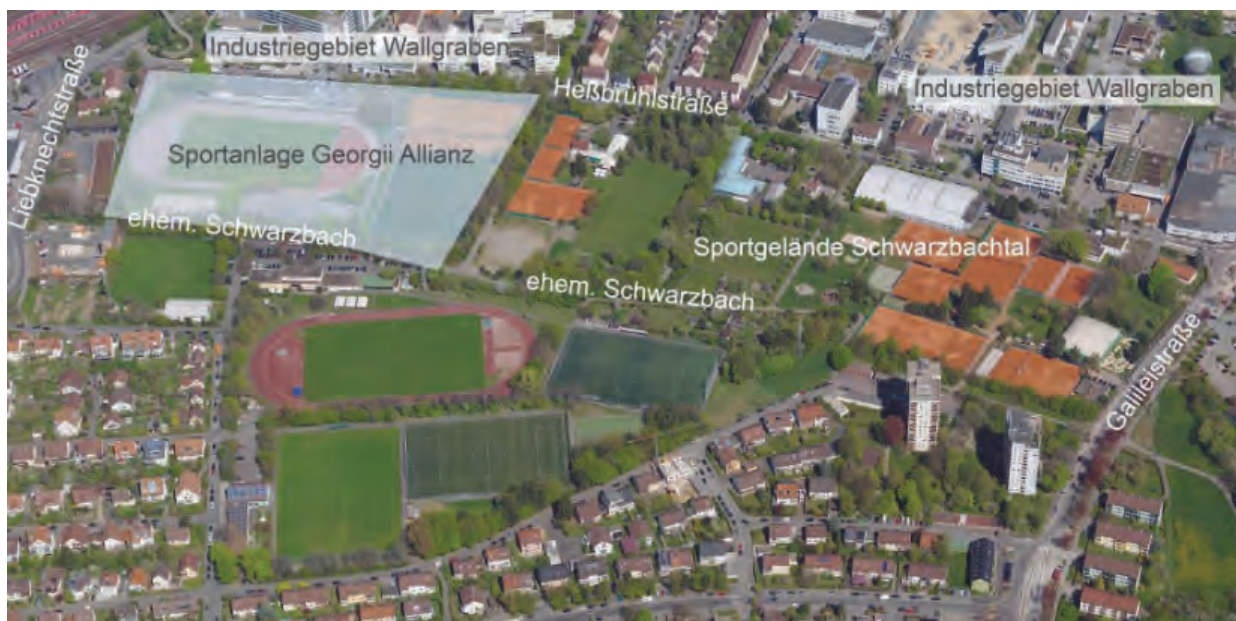 Industriegebiet Wallgraben
Liebknechtstraße
Heßbrühlstraße
Industriegebiet Wallgraben
Sportanlage Georgii Allianz
ehem. Schwarzbach
Sportgelände Schwarzbachtal
ehem. Schwarzbach
Galileistraße